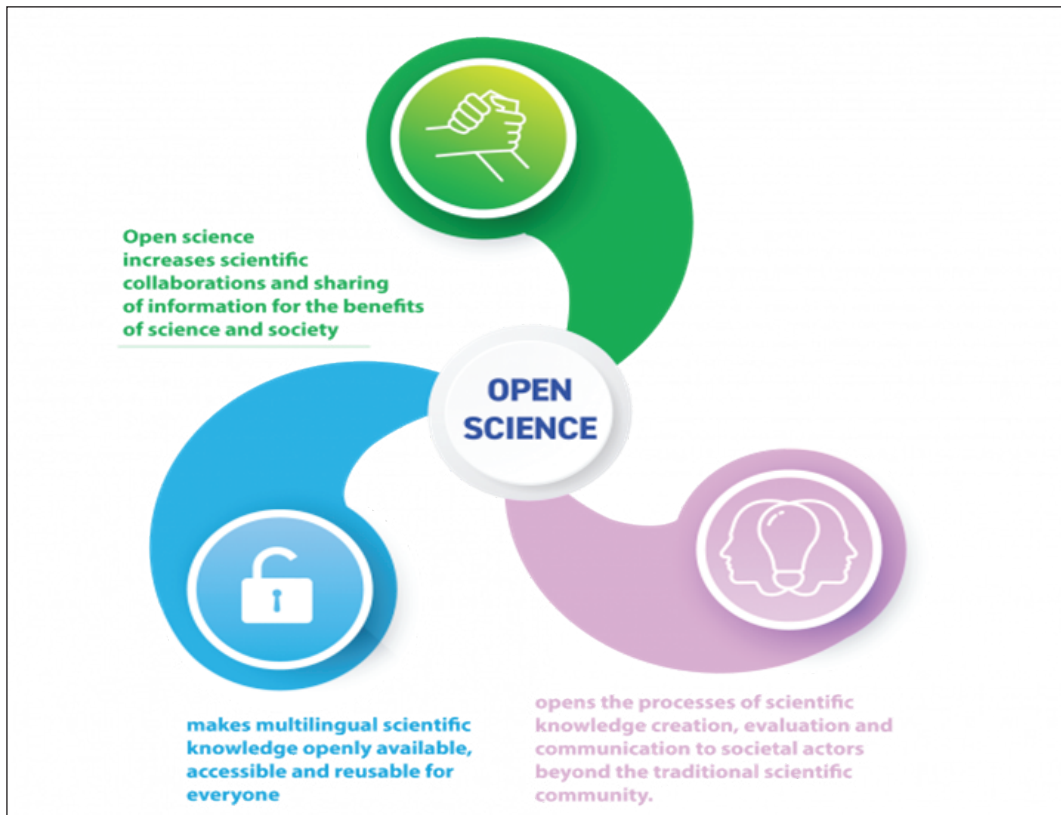 Open science
increases scientific
collaborations and sharing
of information for the benefits
of science and society
OPEN
SCIENCE
makes multilingual scientific
knowledge openly available,
accessible and reusable for
everyone
opens the processes of scientific
knowledge creation, evaluation and
communication to societal actors
beyond the traditional scientific
community.